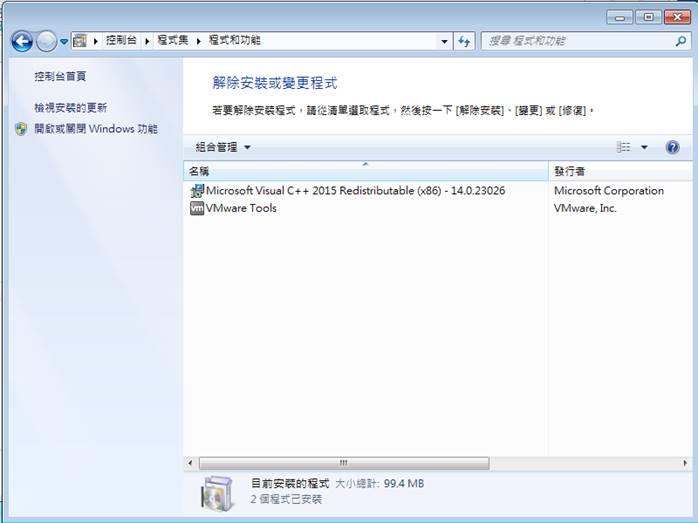 控制台 程式集 程式和功能
搜尋 程式和功能
控制台首頁
檢視安裝的更新
開啟或關閉 Windows 功能
解除安裝或變更程式
若要解除安裝程式，請從清單選取程式，然後按一下 [解除安裝]、[變更] 或 [修復]。
組合管理
名稱 發行者
Microsoft Visual C++ 2015 Redistributable (x86) - 14.0.23026 Microsoft Corporation
vm VMware Tools VMware, Inc.
目前安裝的程式 大小總計: 99.4 MB
2 個程式已安裝